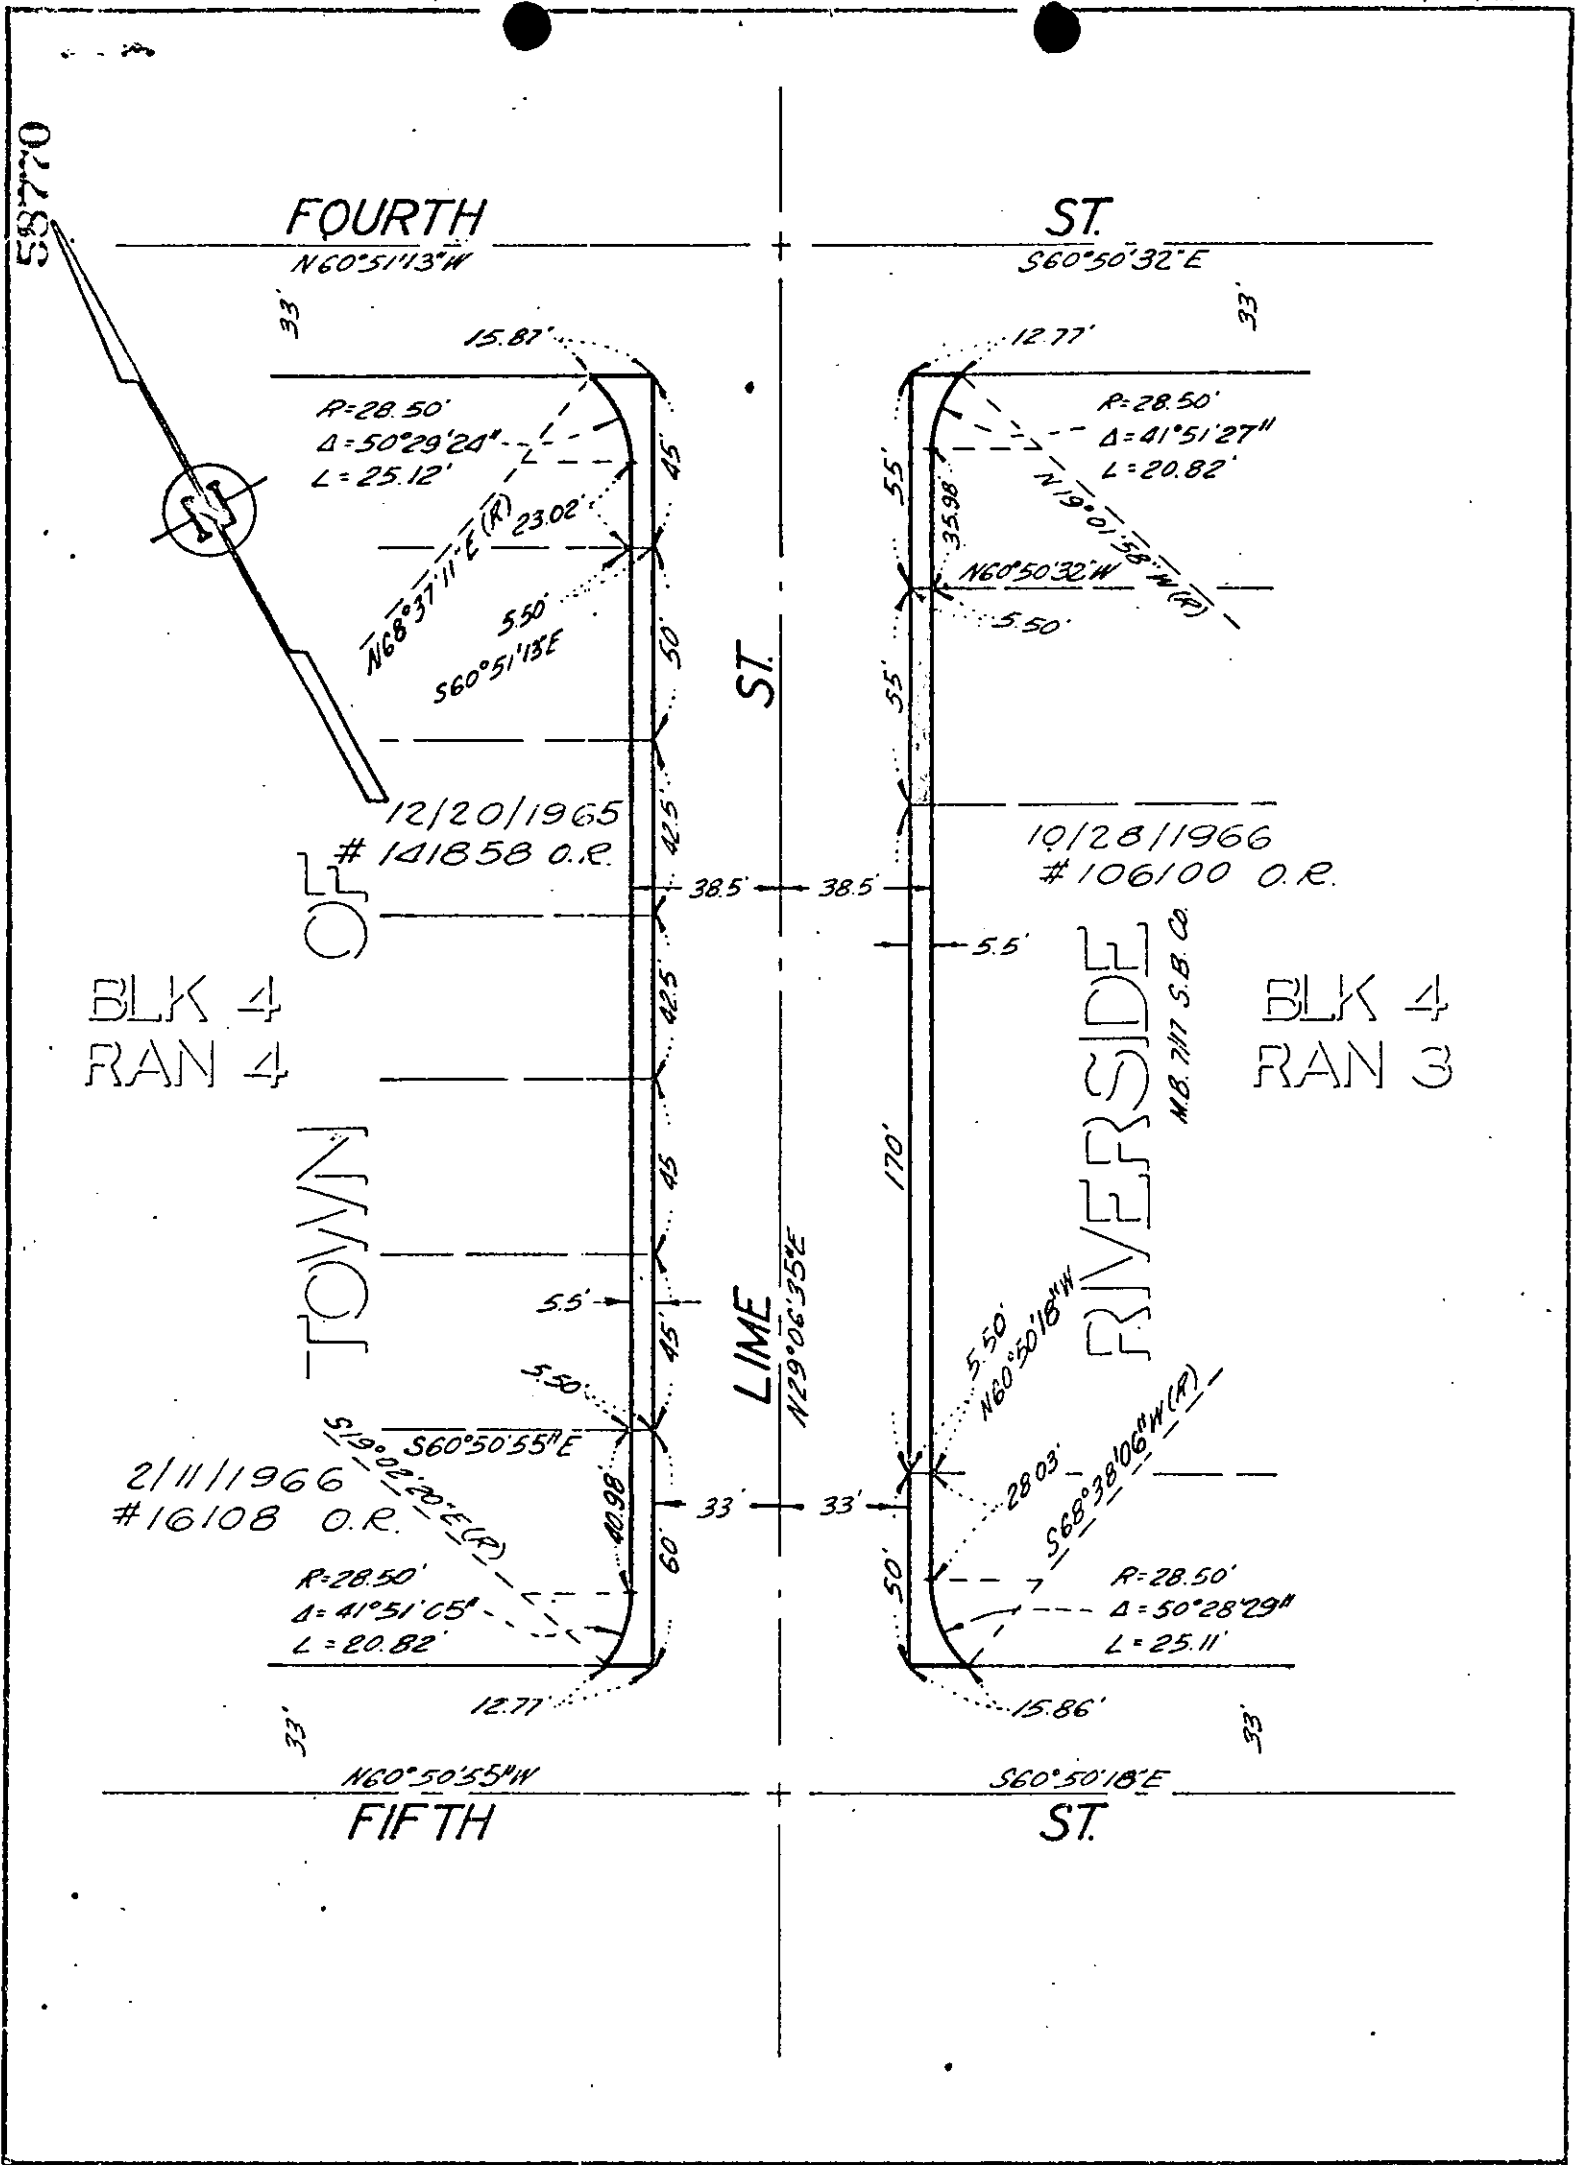 58770
FOURTH ST.
N60°51'13"W
S60°50'32"E
33'
33'
15.87'
12.77'
R=28.50'
Δ=50°29'24"
L=25.12'
R=28.50'
Δ=41°51'27"
L=20.82'
45'
55'
35.98'
N68°37'11"E (R)
23.02'
N19°01'58"W (R)
N60°50'32"W
5.50'
5.50'
S60°51'13"E
50'
55'
ST.
12/20/1965
# 141858 O.R.
42.5'
10/28/1966
# 106100 O.R.
38.5'
38.5'
5.5'
OF
42.5'
BLK 4
RAN 4
RIVERSIDE
M.B. 7/17 S.B. Co.
BLK 4
RAN 3
TOWN
45
170'
5.5'
45'
LIME
N29°06'35"E
5.50'
N60°50'18"W
5.50'
S60°50'55"E
S19°02'20"E (R)
2/11/1966
#16108 O.R.
40.98'
60'
33'
33'
28.03'
S68°38'06"W (R)
50'
R=28.50'
Δ=41°51'05"
L=20.82'
R=28.50'
Δ=50°28'29"
L=25.11'
12.77'
15.86'
33'
33'
N60°50'55"W
S60°50'18"E
FIFTH ST.